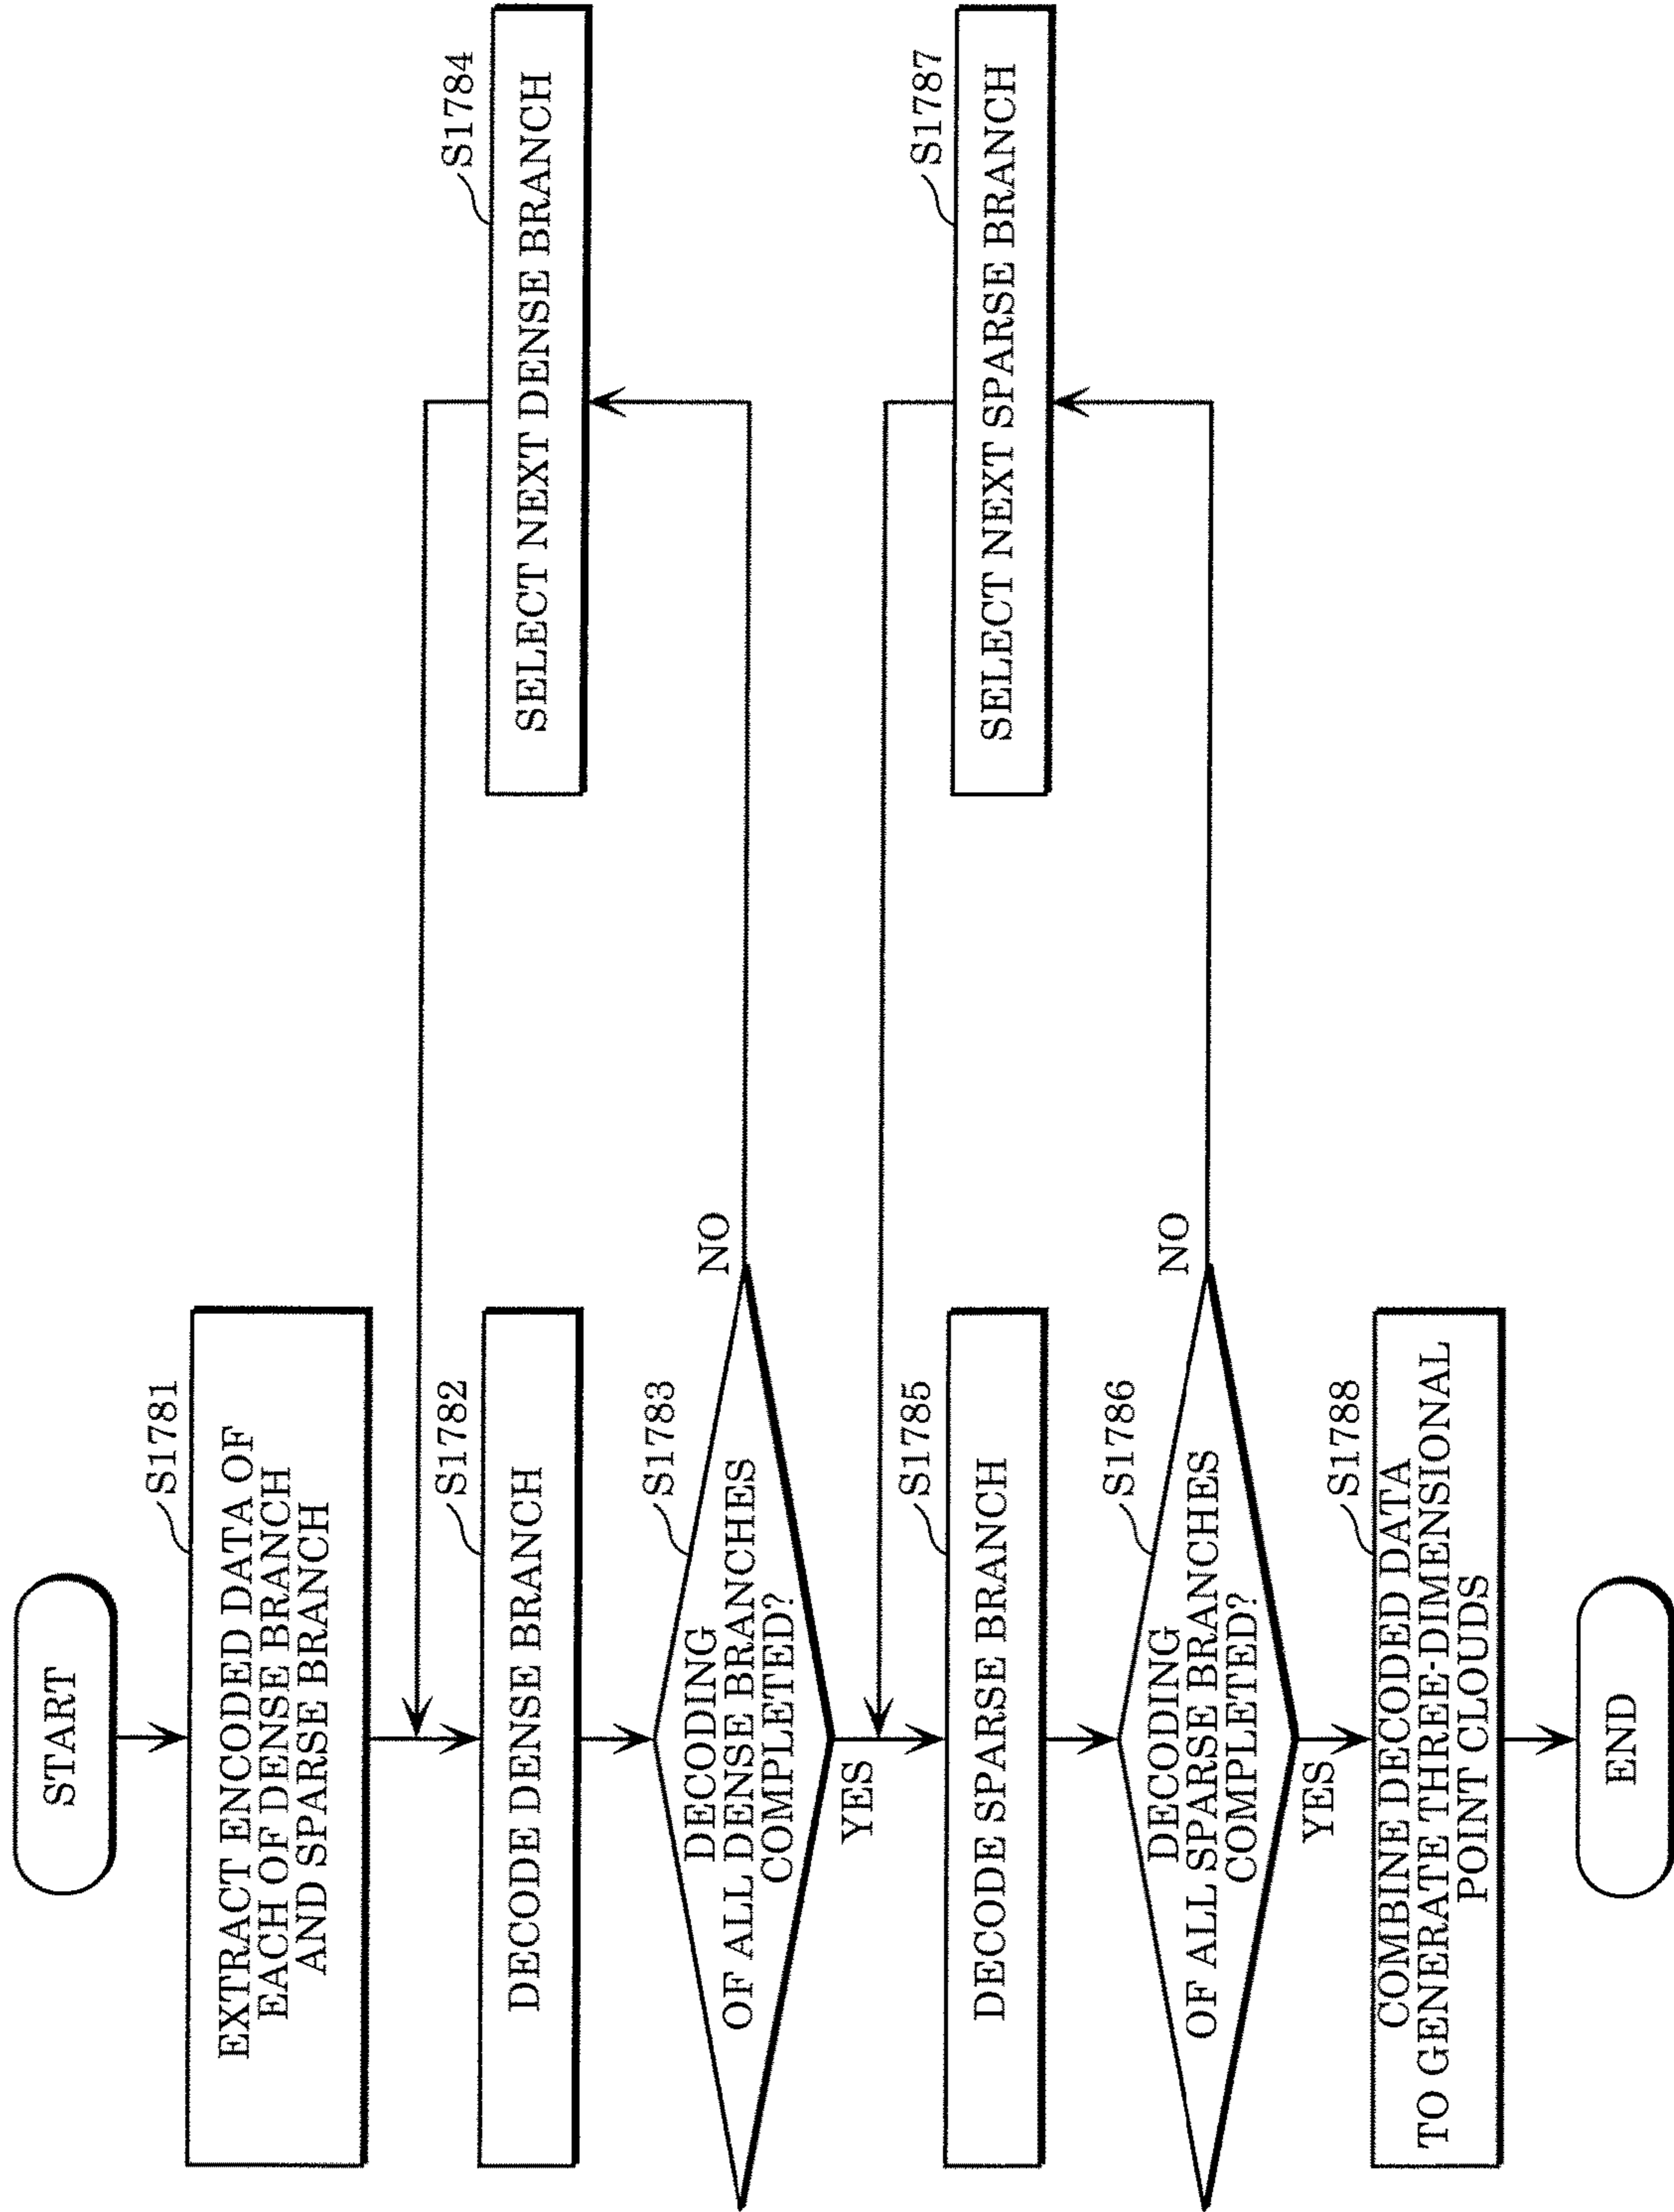 START
S1781
EXTRACT ENCODED DATA OF
EACH OF DENSE BRANCH
AND SPARSE BRANCH
S1782
DECODE DENSE BRANCH
S1783
DECODING
OF ALL DENSE BRANCHES
COMPLETED?
NO
YES
S1784
SELECT NEXT DENSE BRANCH
S1785
DECODE SPARSE BRANCH
S1786
DECODING
OF ALL SPARSE BRANCHES
COMPLETED?
NO
YES
S1787
SELECT NEXT SPARSE BRANCH
S1788
COMBINE DECODED DATA
TO GENERATE THREE-DIMENSIONAL
POINT CLOUDS
END